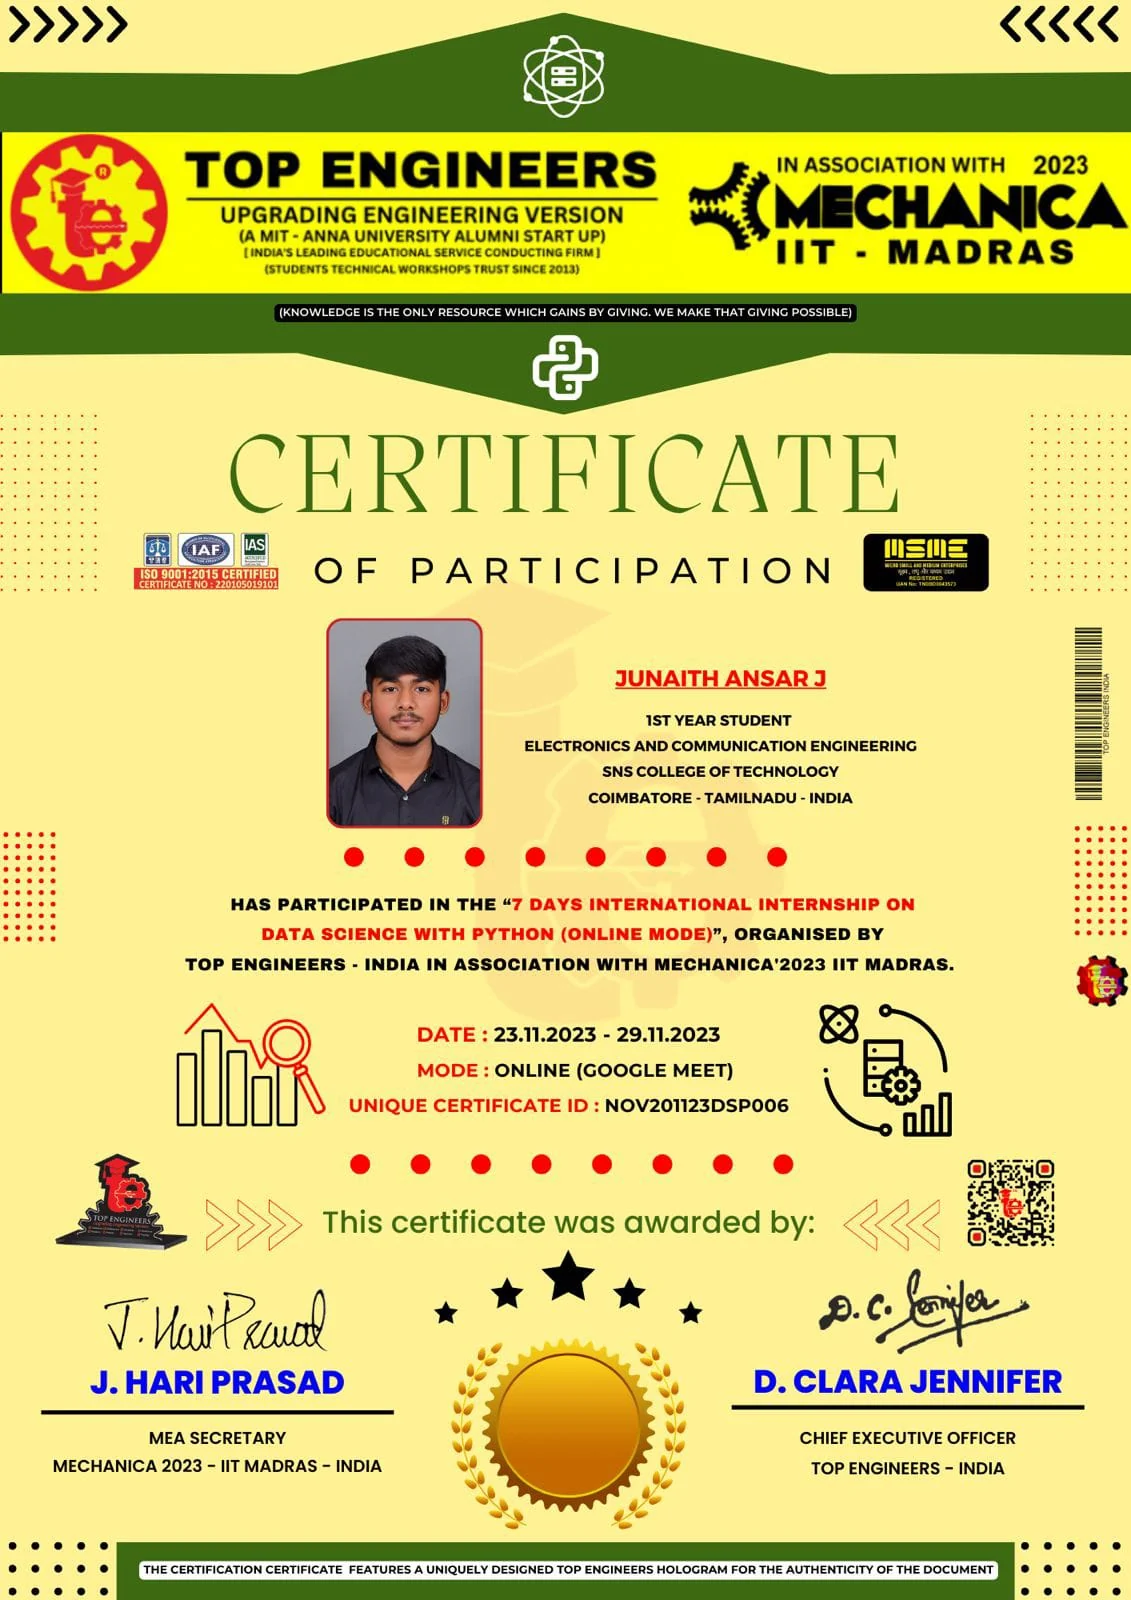 TOP ENGINEERS
UPGRADING ENGINEERING VERSION
(A MIT - ANNA UNIVERSITY ALUMNI START UP)
[ INDIA'S LEADING EDUCATIONAL SERVICE CONDUCTING FIRM ]
(STUDENTS TECHNICAL WORKSHOPS TRUST SINCE 2013)
IN ASSOCIATION WITH 2023
MECHANICA
IIT - MADRAS
(KNOWLEDGE IS THE ONLY RESOURCE WHICH GAINS BY GIVING. WE MAKE THAT GIVING POSSIBLE)
CERTIFICATE
IAF
IAS
ISO 9001:2015 CERTIFIED
CERTIFICATE NO : 220105019101
OF PARTICIPATION
MSME
MICRO SMALL AND MEDIUM ENTERPRISES
REGISTERED
JUNAITH ANSAR J
1ST YEAR STUDENT
ELECTRONICS AND COMMUNICATION ENGINEERING
SNS COLLEGE OF TECHNOLOGY
COIMBATORE - TAMILNADU - INDIA
TOP ENGINEERS INDIA
HAS PARTICIPATED IN THE “7 DAYS INTERNATIONAL INTERNSHIP ON
DATA SCIENCE WITH PYTHON (ONLINE MODE)”, ORGANISED BY
TOP ENGINEERS - INDIA IN ASSOCIATION WITH MECHANICA'2023 IIT MADRAS.
DATE : 23.11.2023 - 29.11.2023
MODE : ONLINE (GOOGLE MEET)
UNIQUE CERTIFICATE ID : NOV201123DSP006
TOP ENGINEERS
This certificate was awarded by:
J. Hari Prasad
D. C. Jennifer
J. HARI PRASAD
D. CLARA JENNIFER
MEA SECRETARY
MECHANICA 2023 - IIT MADRAS - INDIA
CHIEF EXECUTIVE OFFICER
TOP ENGINEERS - INDIA
THE CERTIFICATION CERTIFICATE FEATURES A UNIQUELY DESIGNED TOP ENGINEERS HOLOGRAM FOR THE AUTHENTICITY OF THE DOCUMENT